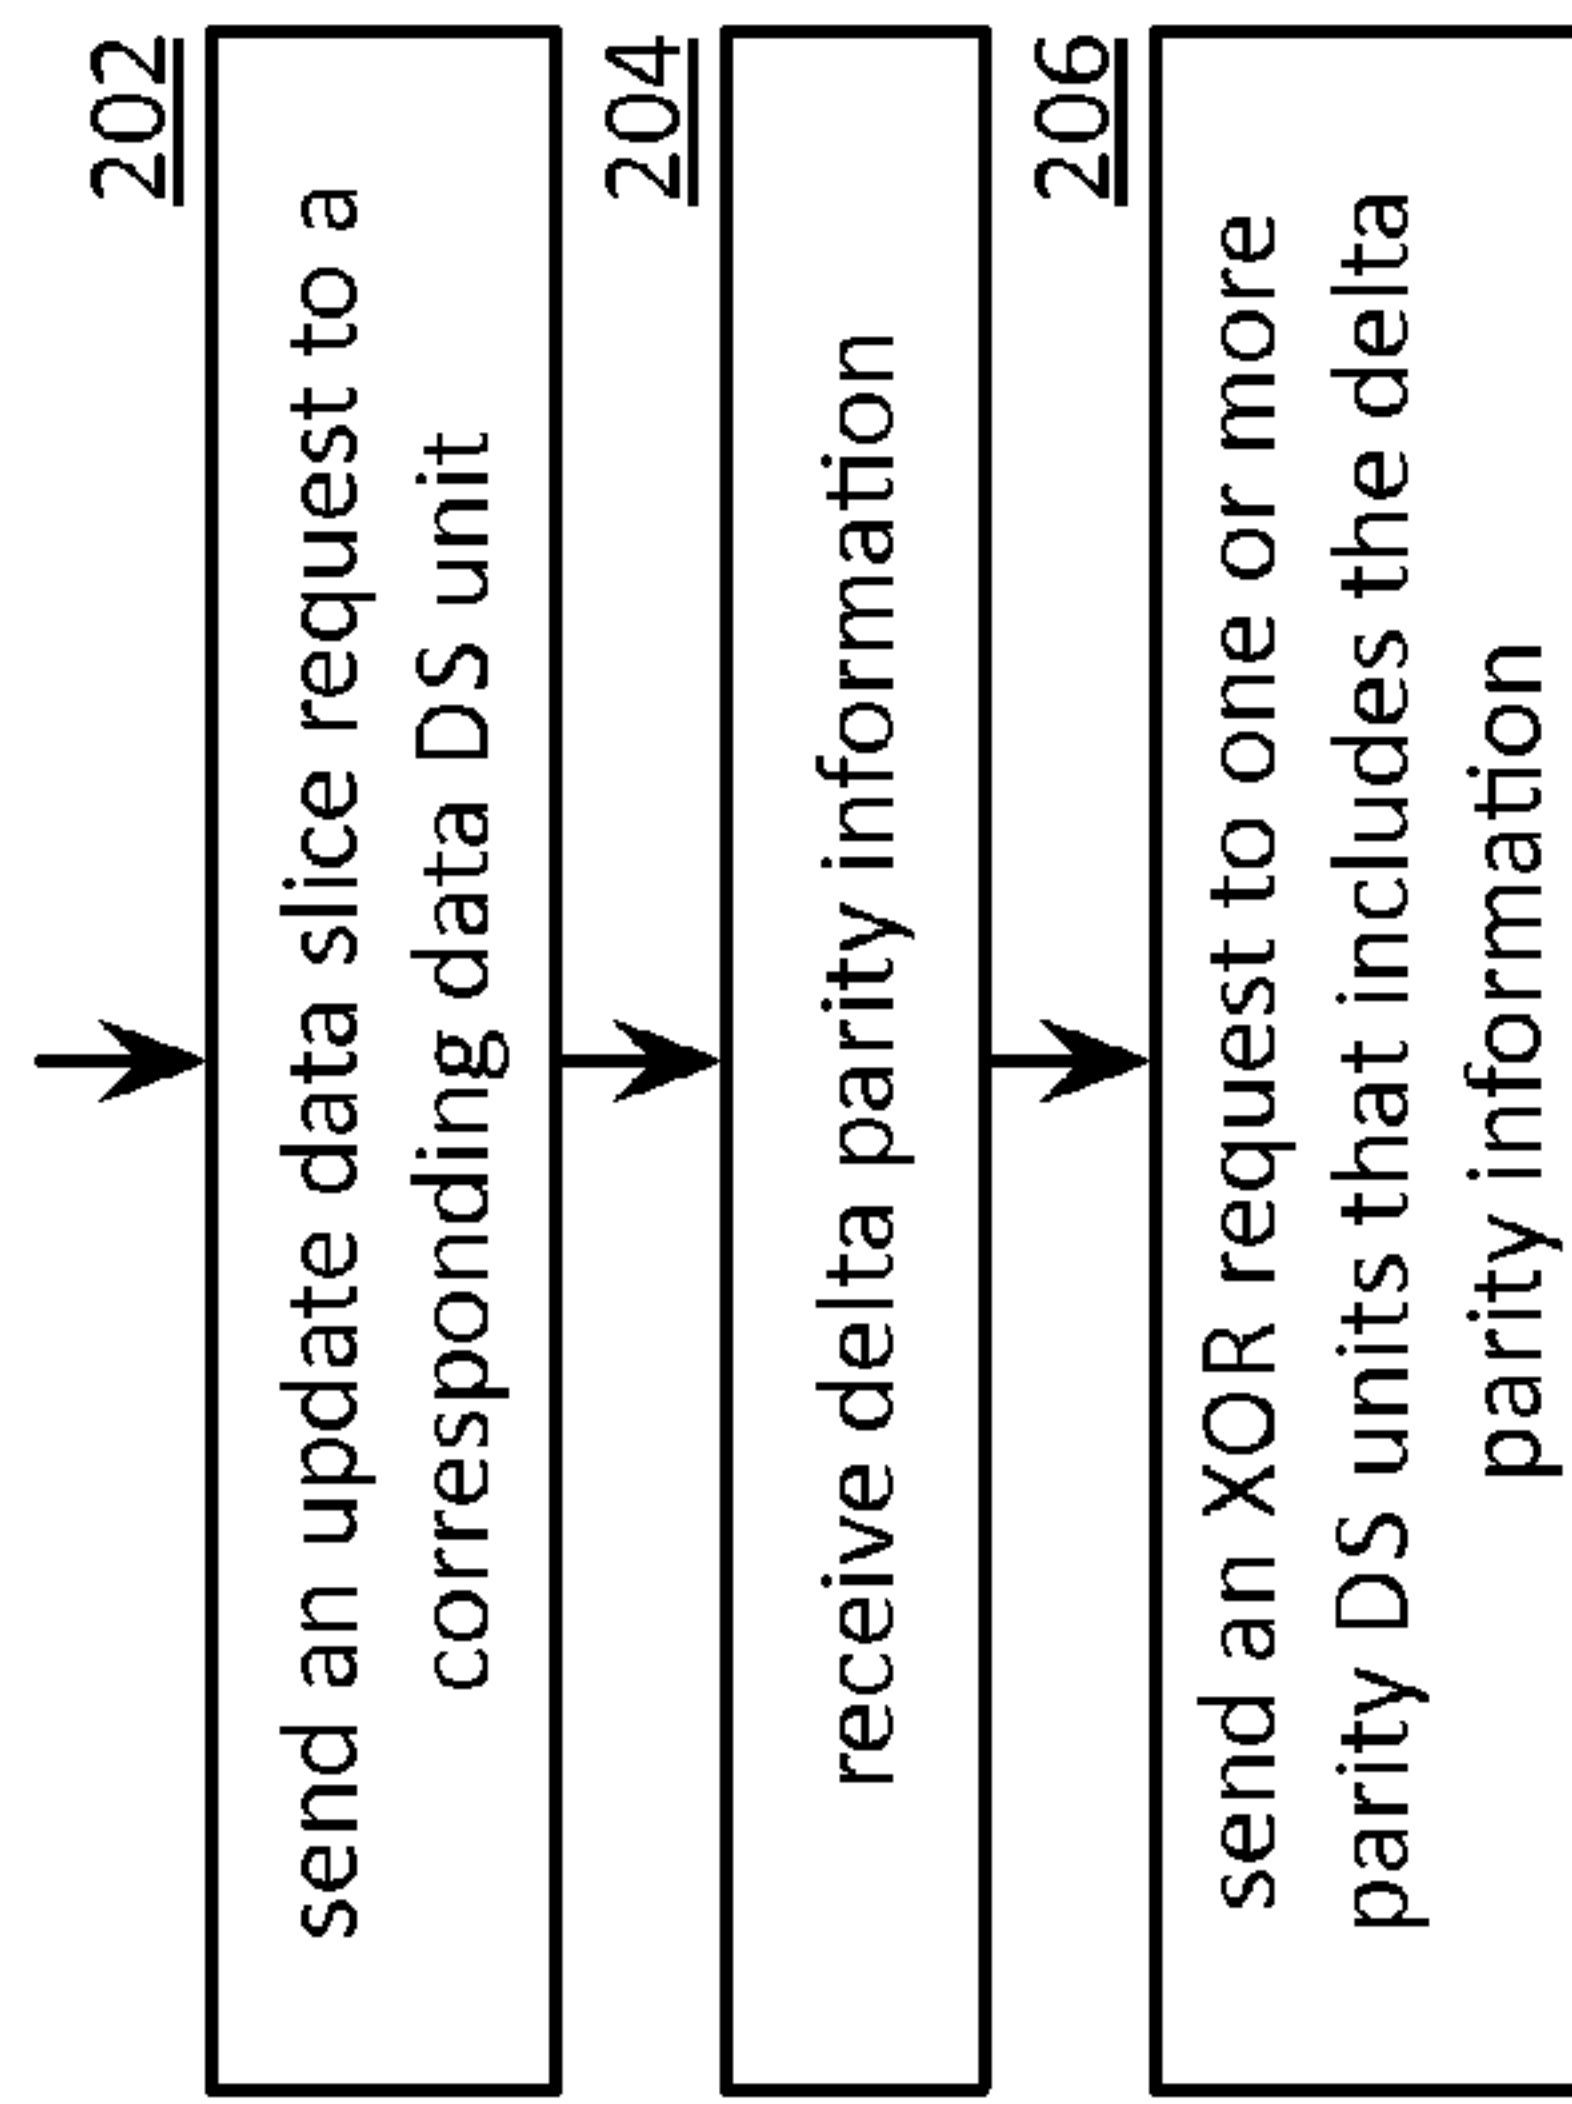 202
send an update data slice request to a
corresponding data DS unit
204
receive delta parity information
206
send an XOR request to one or more
parity DS units that includes the delta
parity information